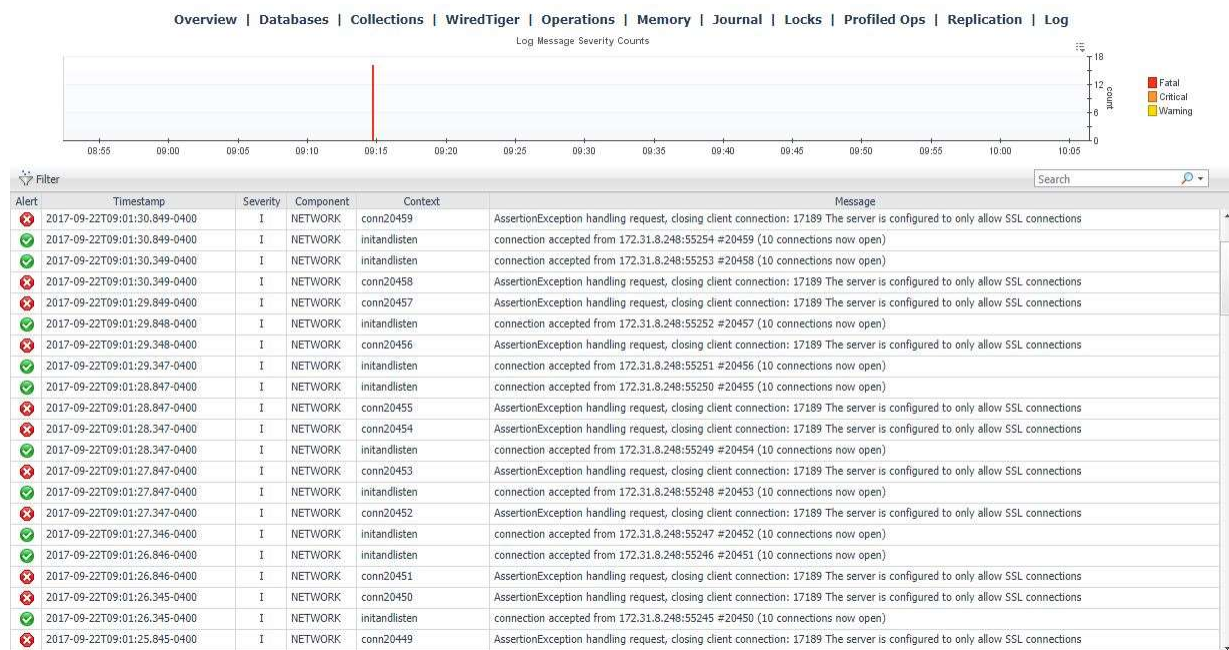 Overview | Databases | Collections | WiredTiger | Operations | Memory | Journal | Locks | Profiled Ops | Replication | Log
Log Message Severity Counts
18
12
6
0
count
Fatal
Critical
Warning
08:55 09:00 09:05 09:10 09:15 09:20 09:25 09:30 09:35 09:40 09:45 09:50 09:55 10:00 10:05
Filter Search
Alert Timestamp Severity Component Context Message
2017-09-22T09:01:30.849-0400 I NETWORK conn20459 AssertionException handling request, closing client connection: 17189 The server is configured to only allow SSL connections
2017-09-22T09:01:30.849-0400 I NETWORK initandlisten connection accepted from 172.31.8.248:55254 #20459 (10 connections now open)
2017-09-22T09:01:30.349-0400 I NETWORK initandlisten connection accepted from 172.31.8.248:55253 #20458 (10 connections now open)
2017-09-22T09:01:30.349-0400 I NETWORK conn20458 AssertionException handling request, closing client connection: 17189 The server is configured to only allow SSL connections
2017-09-22T09:01:29.849-0400 I NETWORK conn20457 AssertionException handling request, closing client connection: 17189 The server is configured to only allow SSL connections
2017-09-22T09:01:29.848-0400 I NETWORK initandlisten connection accepted from 172.31.8.248:55252 #20457 (10 connections now open)
2017-09-22T09:01:29.348-0400 I NETWORK conn20456 AssertionException handling request, closing client connection: 17189 The server is configured to only allow SSL connections
2017-09-22T09:01:29.347-0400 I NETWORK initandlisten connection accepted from 172.31.8.248:55251 #20456 (10 connections now open)
2017-09-22T09:01:28.847-0400 I NETWORK initandlisten connection accepted from 172.31.8.248:55250 #20455 (10 connections now open)
2017-09-22T09:01:28.847-0400 I NETWORK conn20455 AssertionException handling request, closing client connection: 17189 The server is configured to only allow SSL connections
2017-09-22T09:01:28.347-0400 I NETWORK conn20454 AssertionException handling request, closing client connection: 17189 The server is configured to only allow SSL connections
2017-09-22T09:01:28.347-0400 I NETWORK initandlisten connection accepted from 172.31.8.248:55249 #20454 (10 connections now open)
2017-09-22T09:01:27.847-0400 I NETWORK conn20453 AssertionException handling request, closing client connection: 17189 The server is configured to only allow SSL connections
2017-09-22T09:01:27.847-0400 I NETWORK initandlisten connection accepted from 172.31.8.248:55248 #20453 (10 connections now open)
2017-09-22T09:01:27.347-0400 I NETWORK conn20452 AssertionException handling request, closing client connection: 17189 The server is configured to only allow SSL connections
2017-09-22T09:01:27.346-0400 I NETWORK initandlisten connection accepted from 172.31.8.248:55247 #20452 (10 connections now open)
2017-09-22T09:01:26.846-0400 I NETWORK initandlisten connection accepted from 172.31.8.248:55246 #20451 (10 connections now open)
2017-09-22T09:01:26.846-0400 I NETWORK conn20451 AssertionException handling request, closing client connection: 17189 The server is configured to only allow SSL connections
2017-09-22T09:01:26.345-0400 I NETWORK conn20450 AssertionException handling request, closing client connection: 17189 The server is configured to only allow SSL connections
2017-09-22T09:01:26.345-0400 I NETWORK initandlisten connection accepted from 172.31.8.248:55245 #20450 (10 connections now open)
2017-09-22T09:01:25.845-0400 I NETWORK conn20449 AssertionException handling request, closing client connection: 17189 The server is configured to only allow SSL connections